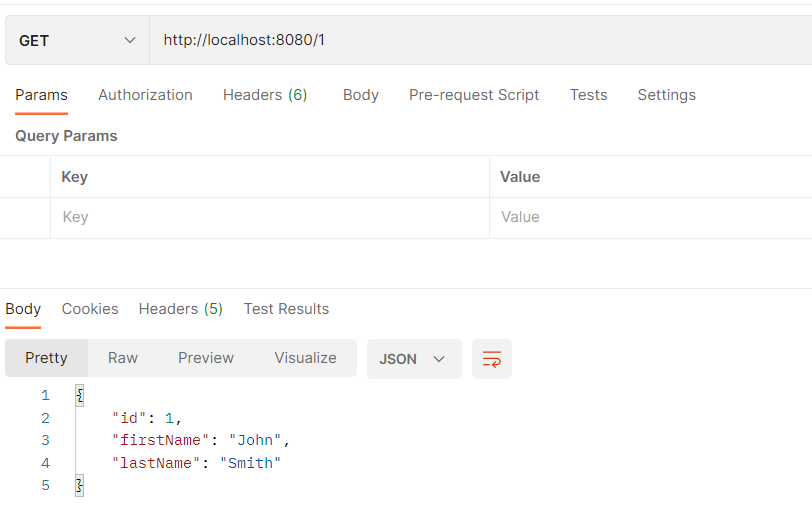 GET http://localhost:8080/1
Params Authorization Headers (6) Body Pre-request Script Tests Settings
Query Params
Key Value
Key Value
Body Cookies Headers (5) Test Results
Pretty Raw Preview Visualize JSON
1 {
2 "id": 1,
3 "firstName": "John",
4 "lastName": "Smith"
5 }